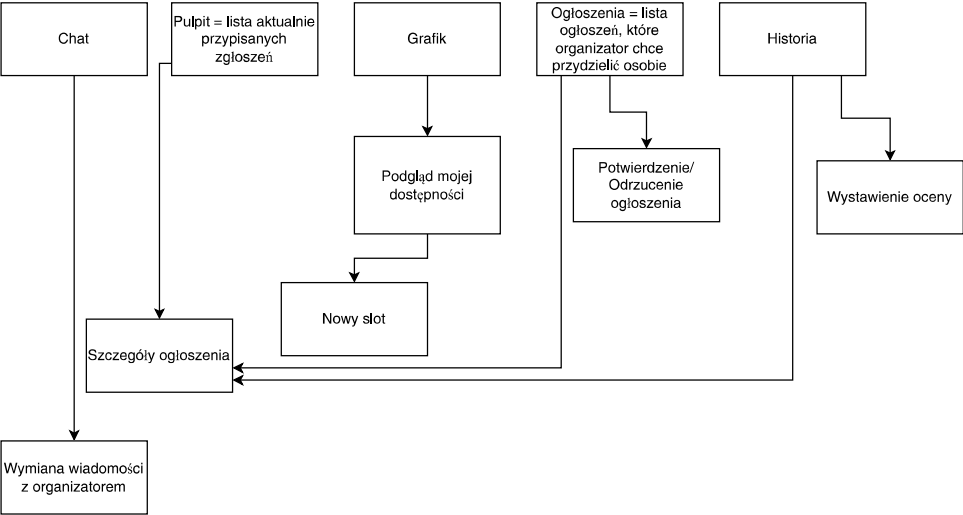 Chat
Pulpit = lista aktualnie
przypisanych
zgłoszeń
Grafik
Ogłoszenia = lista
ogłoszeń, które
organizator chce
przydzielić osobie
Historia
Podgląd mojej
dostępności
Potwierdzenie/
Odrzucenie
ogłoszenia
Wystawienie oceny
Nowy slot
Szczegóły ogłoszenia
Wymiana wiadomości
z organizatorem